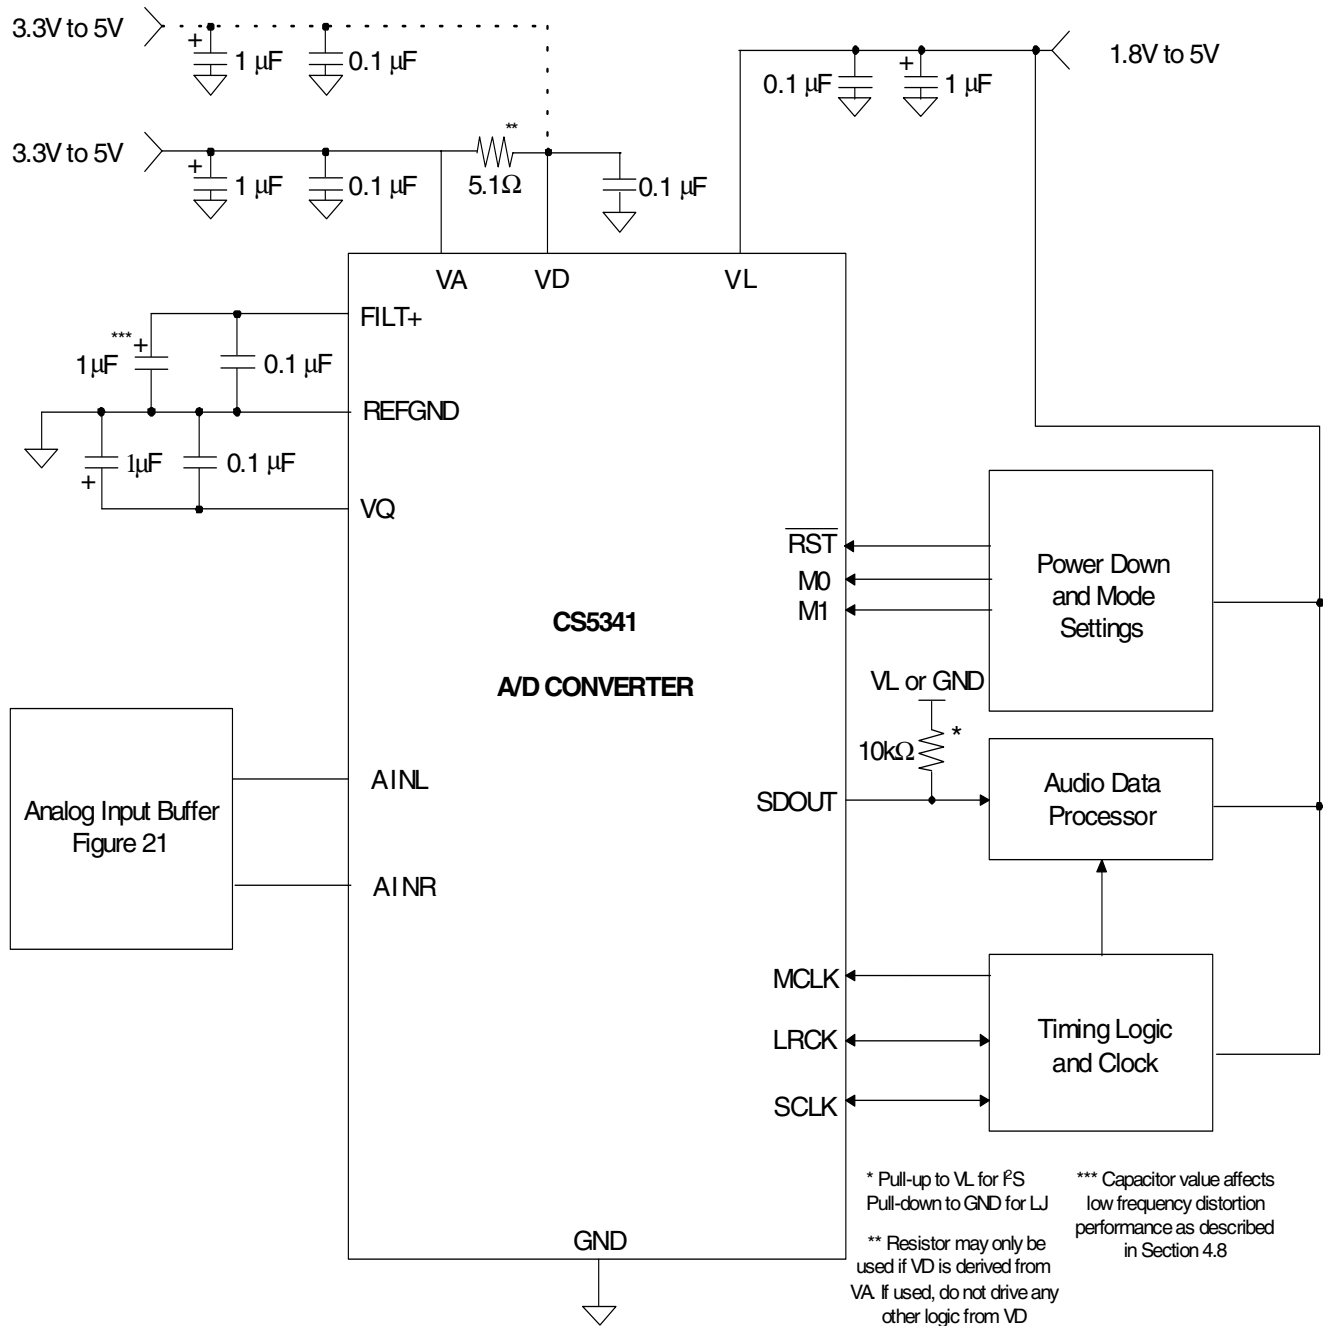 3.3V to 5V
+
1 µF
0.1 µF
0.1 µF
+
1 µF
1.8V to 5V
3.3V to 5V
+
1 µF
0.1 µF
**
5.1Ω
0.1 µF
VA
VD
VL
FILT+
***
+
1µF
0.1 µF
REFGND
1µF
+
0.1 µF
VQ
RST
M0
M1
Power Down
and Mode
Settings
CS5341
A/D CONVERTER
VL or GND
*
10kΩ
Analog Input Buffer
Figure 21
AINL
AINR
SDOUT
Audio Data
Processor
MCLK
LRCK
SCLK
Timing Logic
and Clock
GND
* Pull-up to VL for I²S
Pull-down to GND for LJ
** Resistor may only be
used if VD is derived from
VA. If used, do not drive any
other logic from VD
*** Capacitor value affects
low frequency distortion
performance as described
in Section 4.8